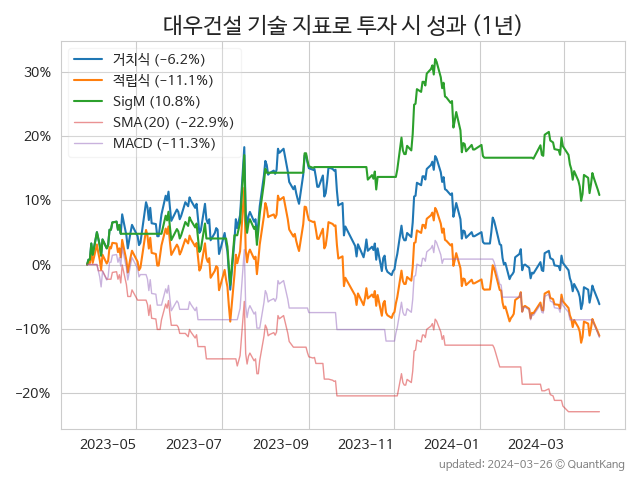 대우건설 기술 지표로 투자 시 성과 (1년)
거치식 (−6.2%)
적립식 (−11.1%)
SigM (10.8%)
SMA(20) (−22.9%)
MACD (−11.3%)
30%
20%
10%
0%
−10%
−20%
2023−05 2023−07 2023−09 2023−11 2024−01 2024−03
updated: 2024−03−26 © QuantKang